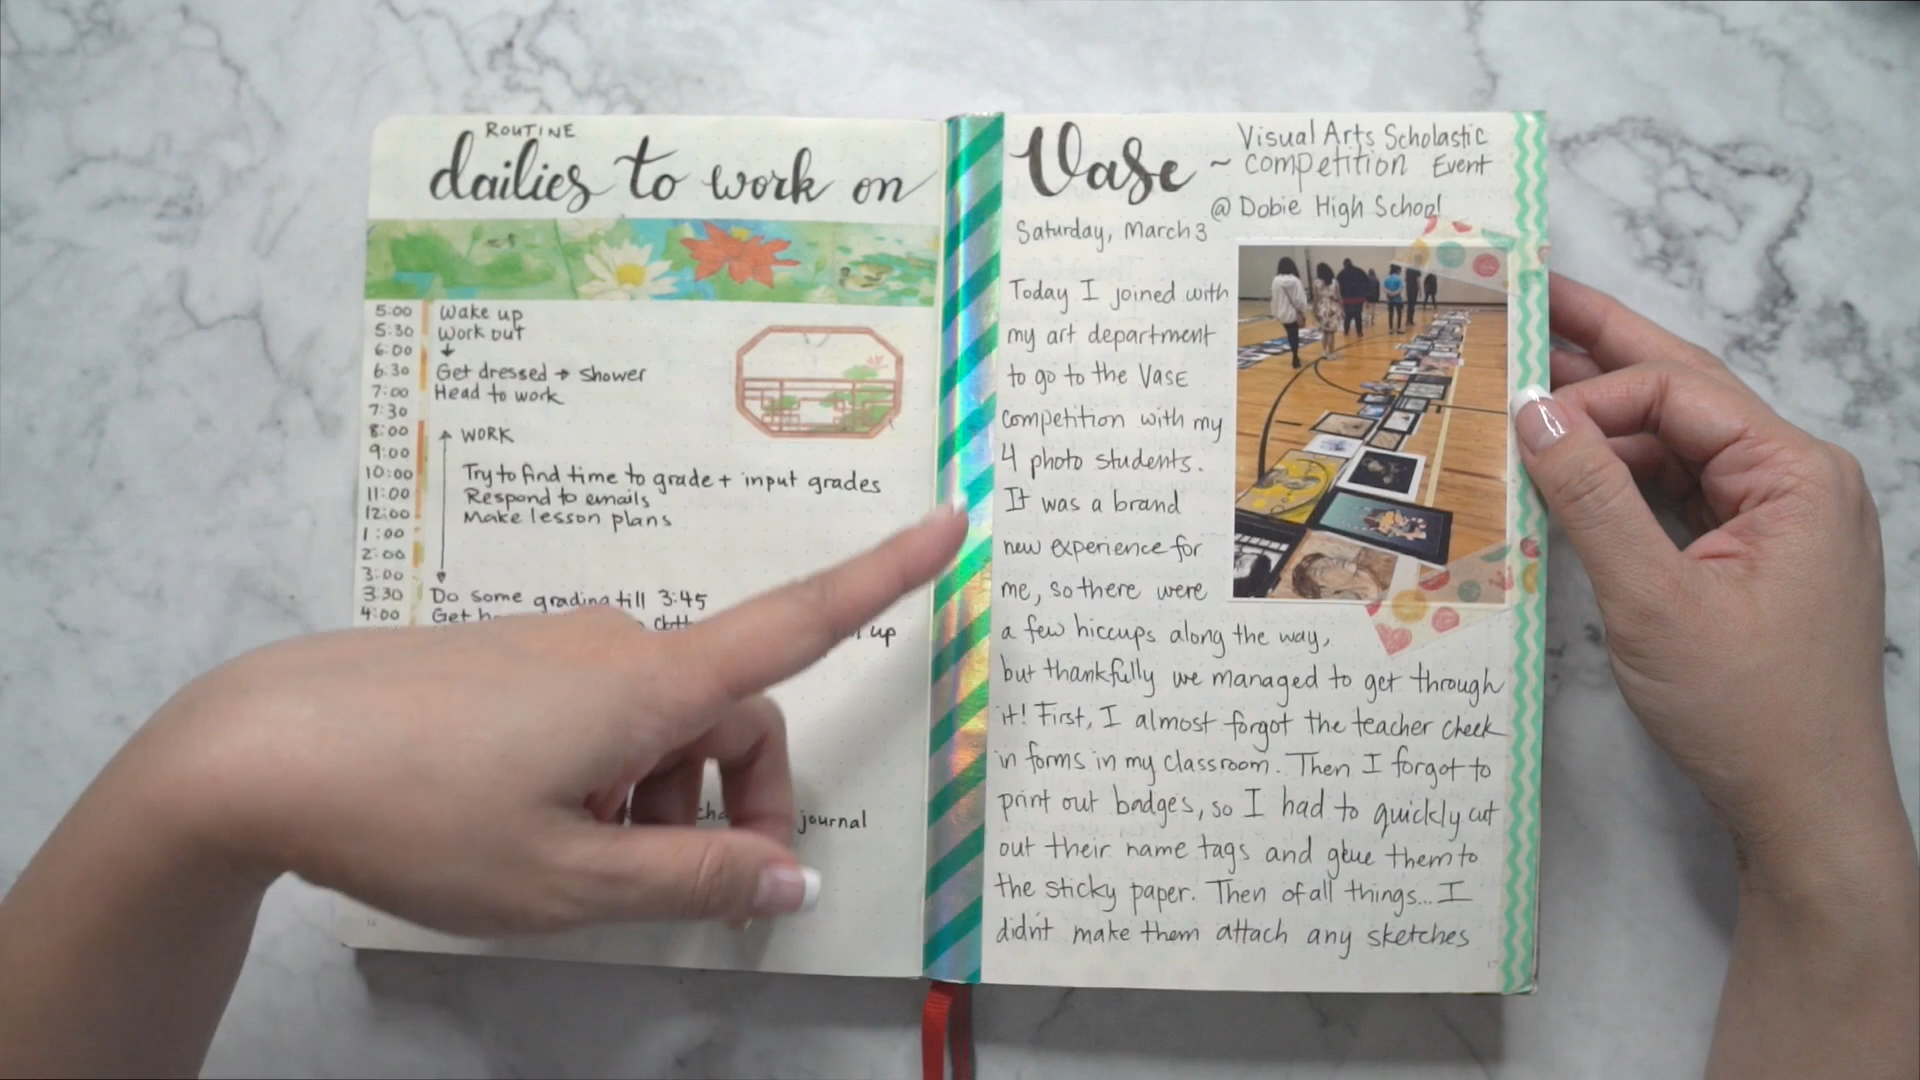 ROUTINE
dailies to work on
5:00 Wake up
5:30 Work out
6:00
6:30 Get dressed → shower
7:00 Head to work
7:30
8:00 WORK
9:00
10:00 Try to find time to grade + input grades
11:00 Respond to emails
12:00 Make lesson plans
1:00
2:00
3:00
3:30 Do some grading till 3:45
4:00 Get
up
journal
16
Vase ~ Visual Arts Scholastic
competition Event
@ Dobie High School
Saturday, March 3
Today I joined with
my art department
to go to the VASE
competition with my
4 photo students.
It was a brand
new experience for
me, so there were
a few hiccups along the way,
but thankfully we managed to get through
it! First, I almost forgot the teacher check
in forms in my classroom. Then I forgot to
print out badges, so I had to quickly cut
out their name tags and glue them to
the sticky paper. Then of all things... I
didn't make them attach any sketches
17